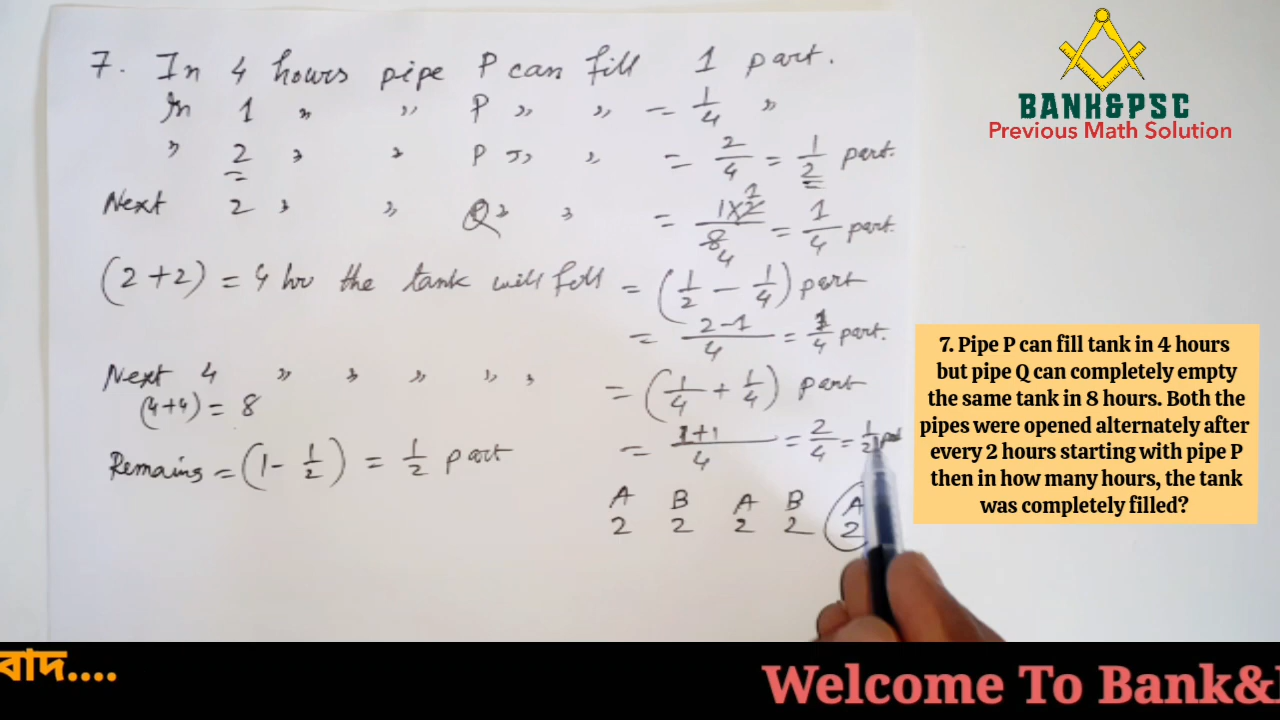 7. In 4 hours pipe P can fill 1 part.
In 1 " " P " " = 1/4 "
" 2 " " P " " = 2/4 = 1/2 part.
Next 2 " " Q " " = 1×2/8 = 1/4 part.
(2+2) = 4 hr the tank will fill = (1/2 - 1/4) part
= 2-1/4 = 1/4 part.
Next 4 " " " " " = (1/4 + 1/4) part
(4+4) = 8
= 1+1/4 = 2/4 = 1/2
Remains = (1 - 1/2) = 1/2 part
A B A B A
2 2 2 2 2
BANK&PSC
Previous Math Solution
7. Pipe P can fill tank in 4 hours
but pipe Q can completely empty
the same tank in 8 hours. Both the
pipes were opened alternately after
every 2 hours starting with pipe P
then in how many hours, the tank
was completely filled?
বাদ....
Welcome To Bank&